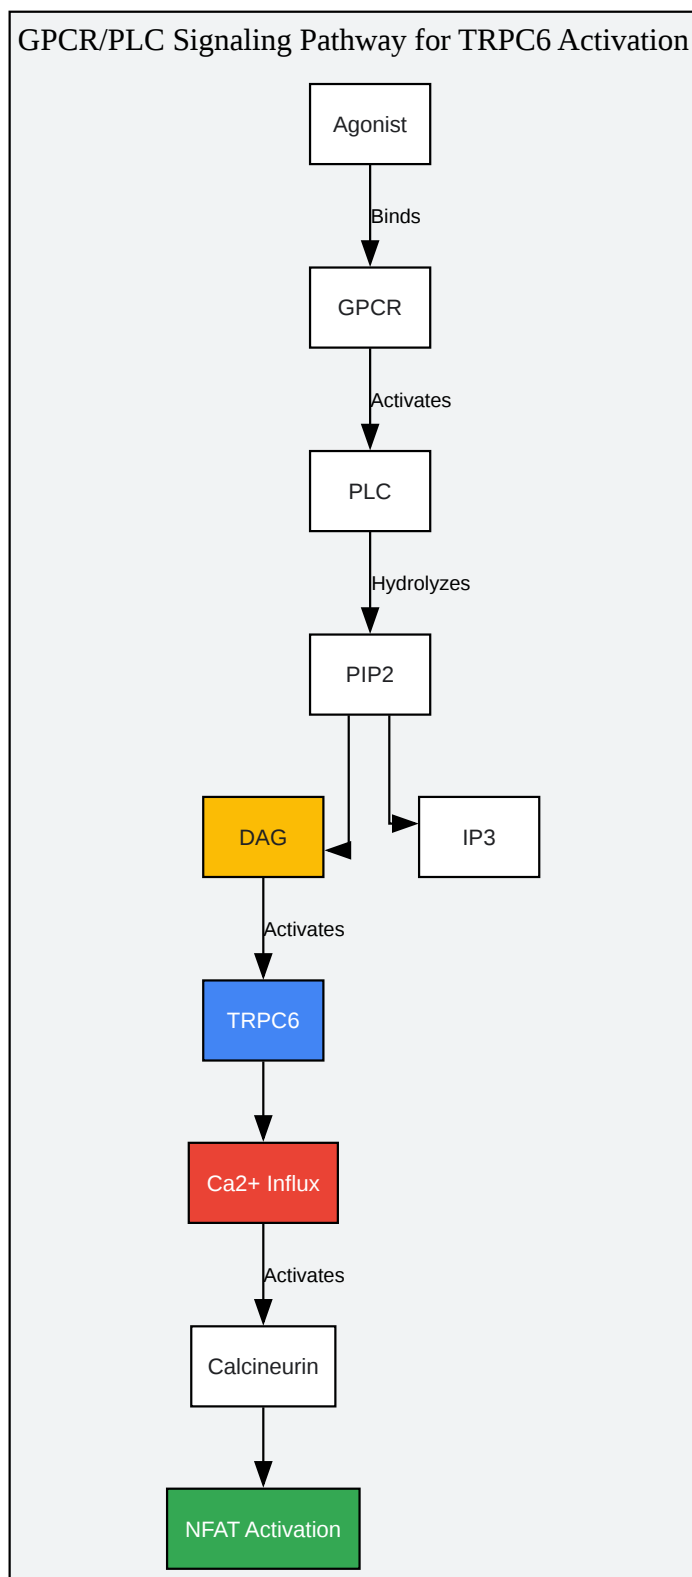 GPCR/PLC Signaling Pathway for TRPC6 Activation
Agonist
Binds
GPCR
Activates
PLC
Hydrolyzes
PIP2
DAG
IP3
Activates
TRPC6
Ca2+ Influx
Activates
Calcineurin
NFAT Activation